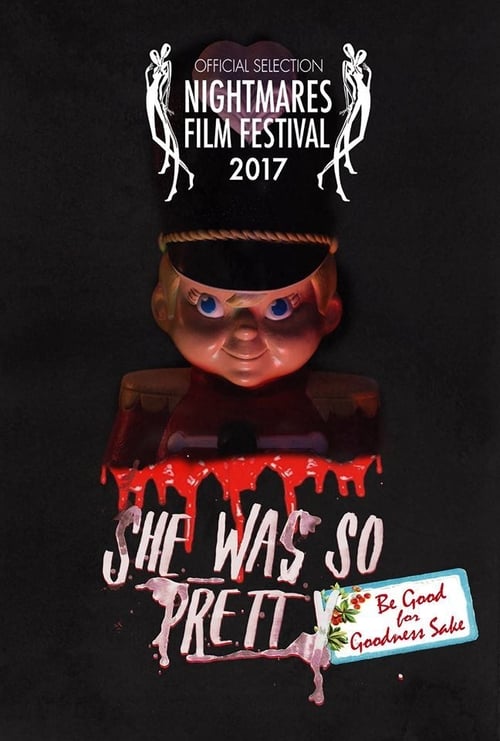 OFFICIAL SELECTION
NIGHTMARES
FILM FESTIVAL
2017
SHE WAS SO
PRETTY
Be Good
for
Goodness Sake